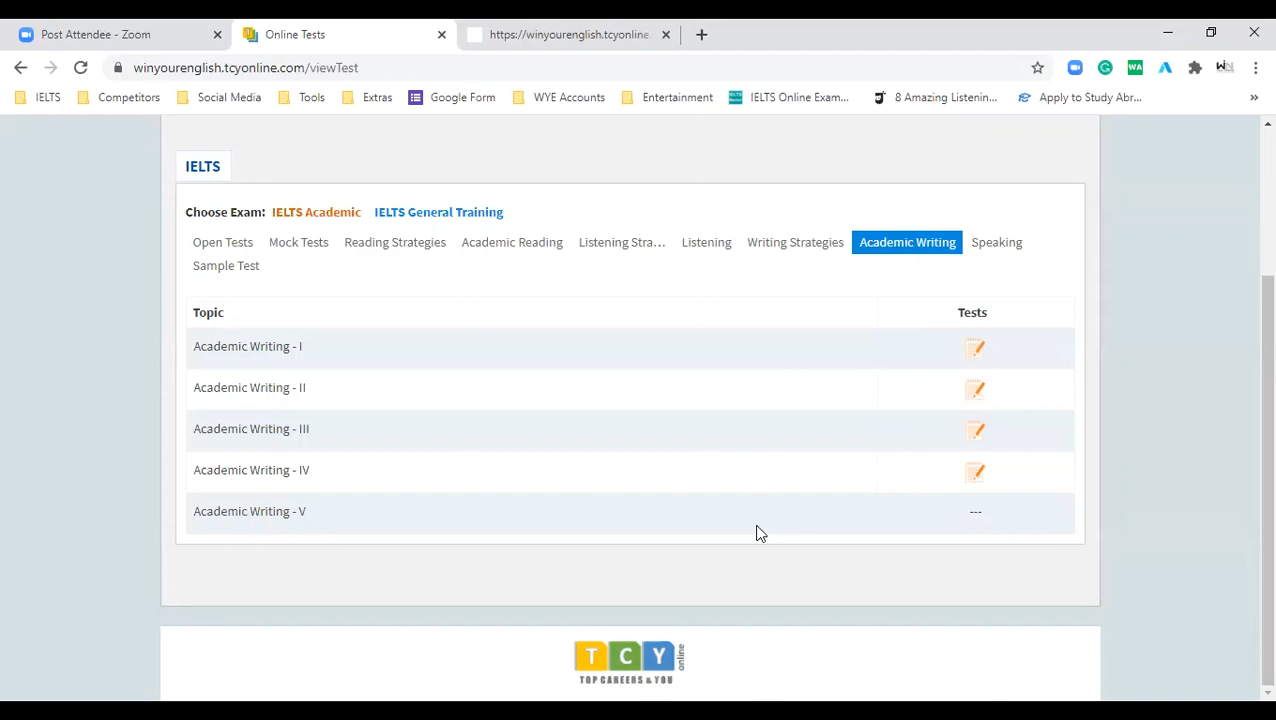 Post Attendee - Zoom
Online Tests
https://winyourenglish.tcyonline.
winyourenglish.tcyonline.com/viewTest
WA
WIN
IELTS
Competitors
Social Media
Tools
Extras
Google Form
WYE Accounts
Entertainment
IELTS Online Exam...
8 Amazing Listenin...
Apply to Study Abr...
IELTS
Choose Exam: IELTS Academic IELTS General Training
Open Tests Mock Tests Reading Strategies Academic Reading Listening Stra... Listening Writing Strategies Academic Writing Speaking
Sample Test
Topic Tests
Academic Writing - I
Academic Writing - II
Academic Writing - III
Academic Writing - IV
Academic Writing - V ---
TCY online
TOP CAREERS & YOU